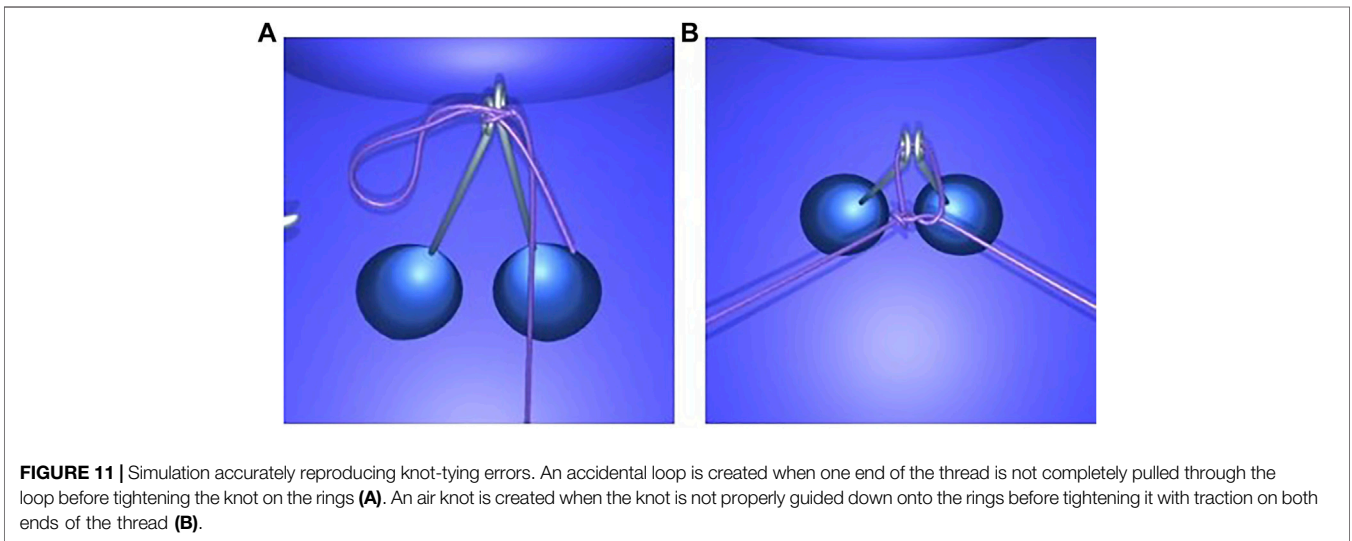 A
B
FIGURE 11 | Simulation accurately reproducing knot-tying errors. An accidental loop is created when one end of the thread is not completely pulled through the
loop before tightening the knot on the rings (A). An air knot is created when the knot is not properly guided down onto the rings before tightening it with traction on both
ends of the thread (B).